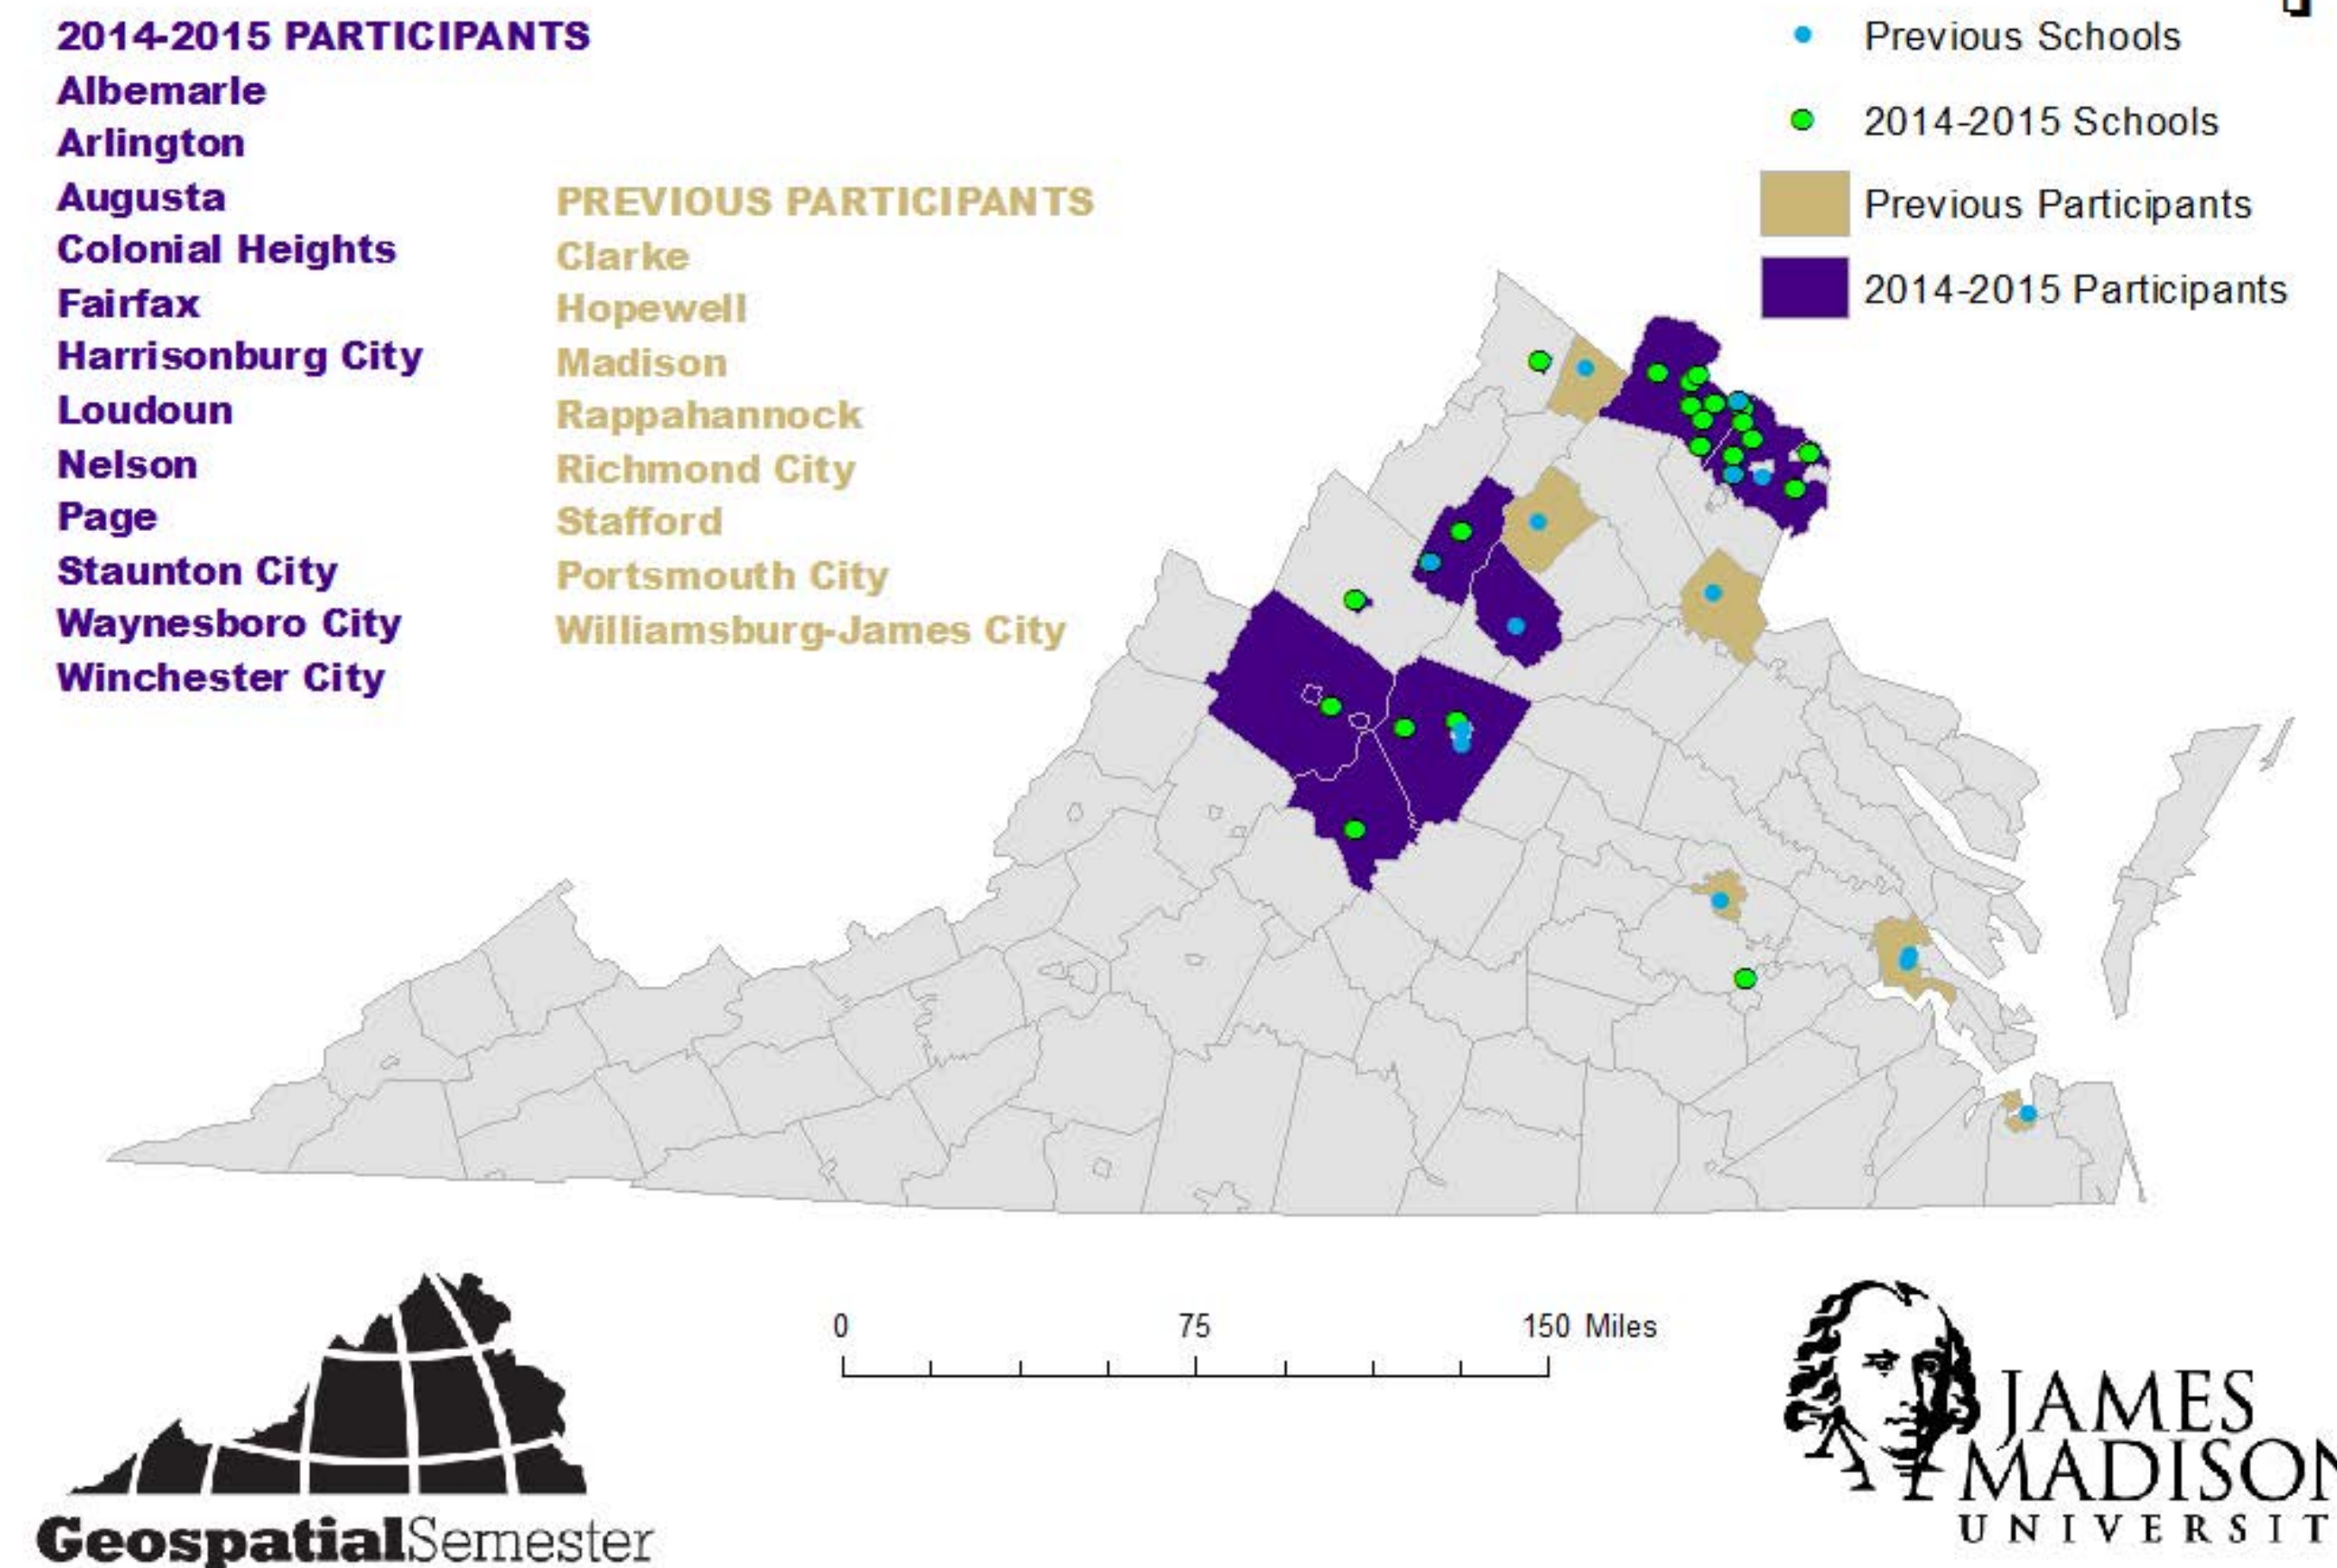 2014-2015 PARTICIPANTS
Albemarle
Arlington
Augusta
Colonial Heights
Fairfax
Harrisonburg City
Loudoun
Nelson
Page
Staunton City
Waynesboro City
Winchester City
PREVIOUS PARTICIPANTS
Clarke
Hopewell
Madison
Rappahannock
Richmond City
Stafford
Portsmouth City
Williamsburg-James City
Previous Schools
2014-2015 Schools
Previous Participants
2014-2015 Participants
0 75 150 Miles
GeospatialSemester
JAMES
MADISON
UNIVERSIT